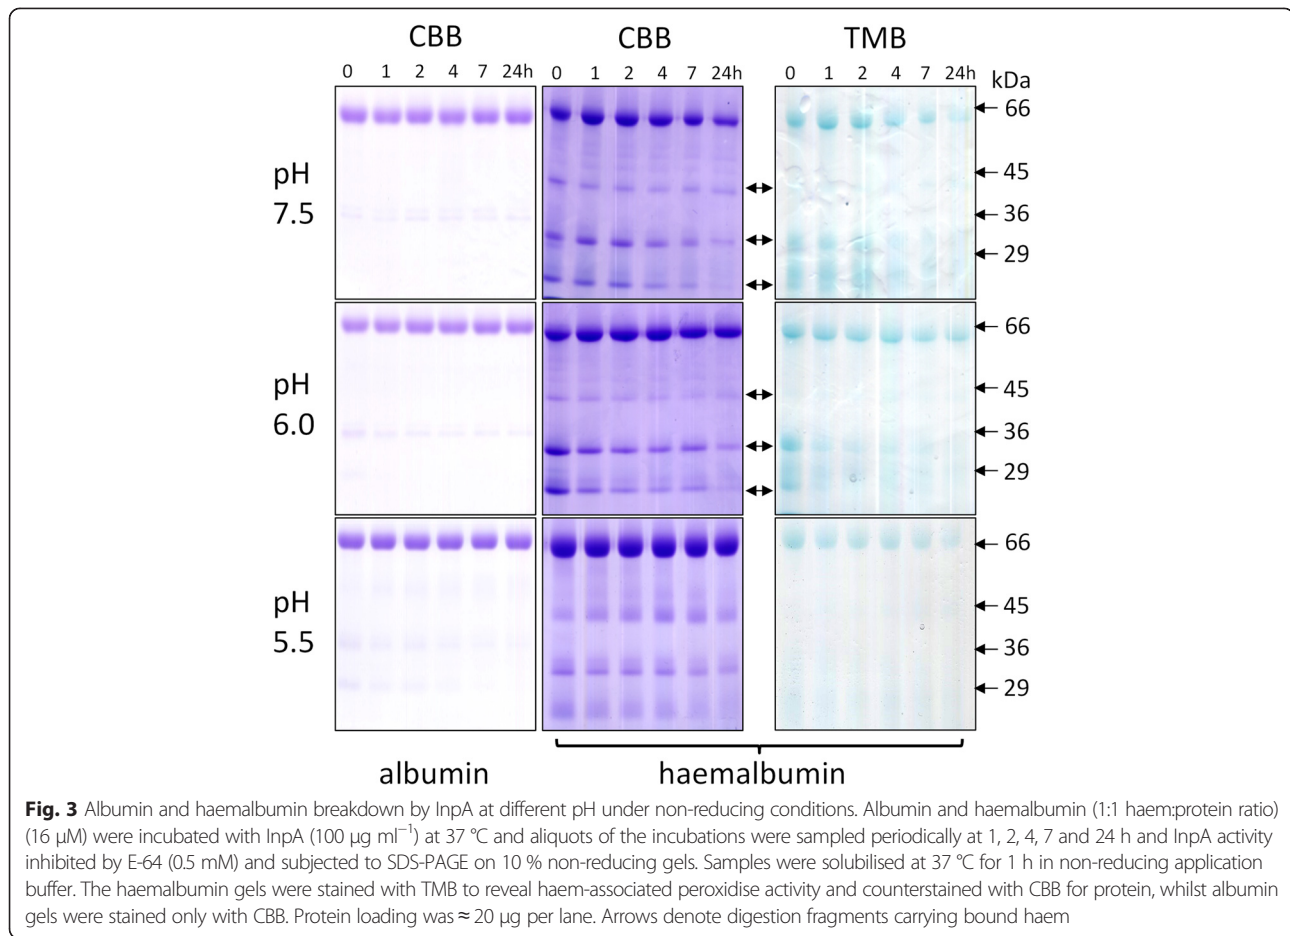 CBB CBB TMB
0 1 2 4 7 24h 0 1 2 4 7 24h 0 1 2 4 7 24h kDa
66
45
pH
7.5
36
29
66
45
pH
6.0
36
29
66
45
pH
5.5
36
29
albumin haemalbumin
Fig. 3 Albumin and haemalbumin breakdown by InpA at different pH under non-reducing conditions. Albumin and haemalbumin (1:1 haem:protein ratio)
(16 μM) were incubated with InpA (100 μg ml⁻¹) at 37 °C and aliquots of the incubations were sampled periodically at 1, 2, 4, 7 and 24 h and InpA activity
inhibited by E-64 (0.5 mM) and subjected to SDS-PAGE on 10 % non-reducing gels. Samples were solubilised at 37 °C for 1 h in non-reducing application
buffer. The haemalbumin gels were stained with TMB to reveal haem-associated peroxidise activity and counterstained with CBB for protein, whilst albumin
gels were stained only with CBB. Protein loading was ≈ 20 μg per lane. Arrows denote digestion fragments carrying bound haem